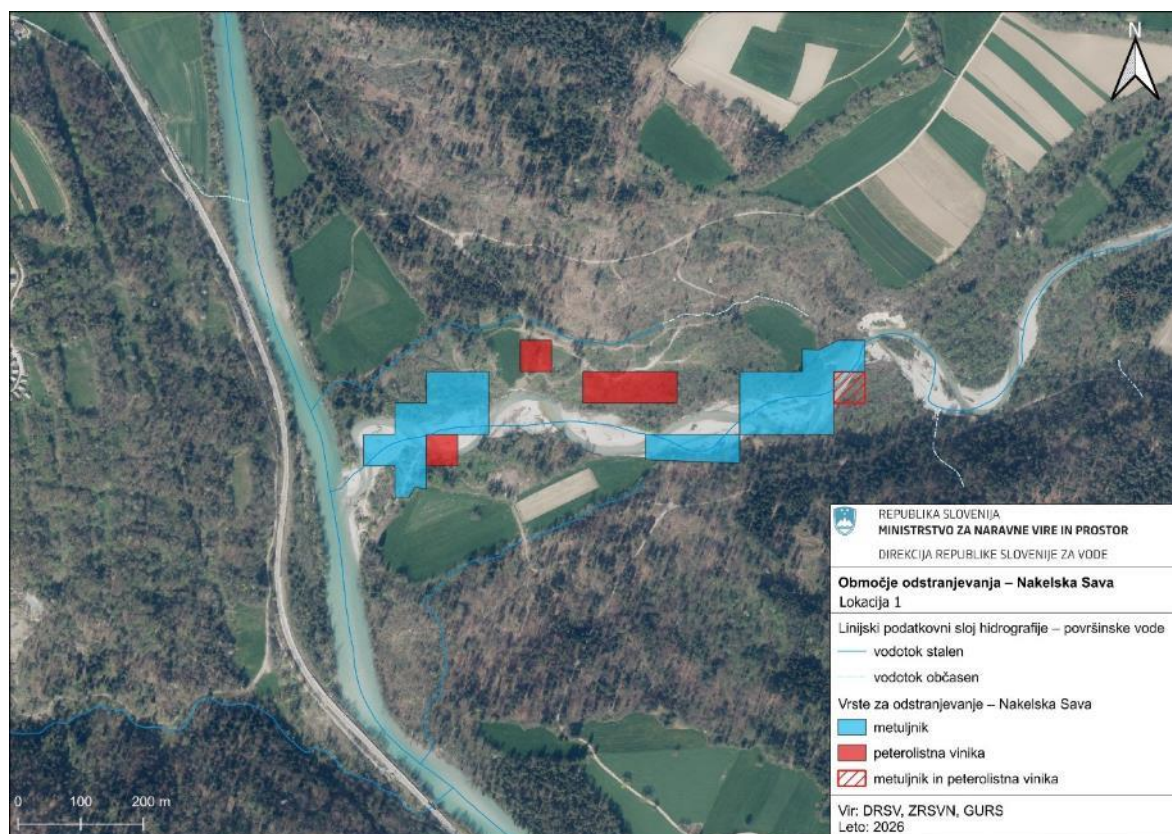 N
REPUBLIKA SLOVENIJA
MINISTRSTVO ZA NARAVNE VIRE IN PROSTOR
DIREKCIJA REPUBLIKE SLOVENIJE ZA VODE
Območje odstranjevanja – Nakelska Sava
Lokacija 1
Linijski podatkovni sloj hidrografije – površinske vode
vodotok stalen
vodotok občasen
Vrste za odstranjevanje – Nakelska Sava
metuljnik
peterolistna vinika
metuljnik in peterolistna vinika
0 100 200 m
Vir: DRSV, ZRSVN, GURS
Leto: 2026